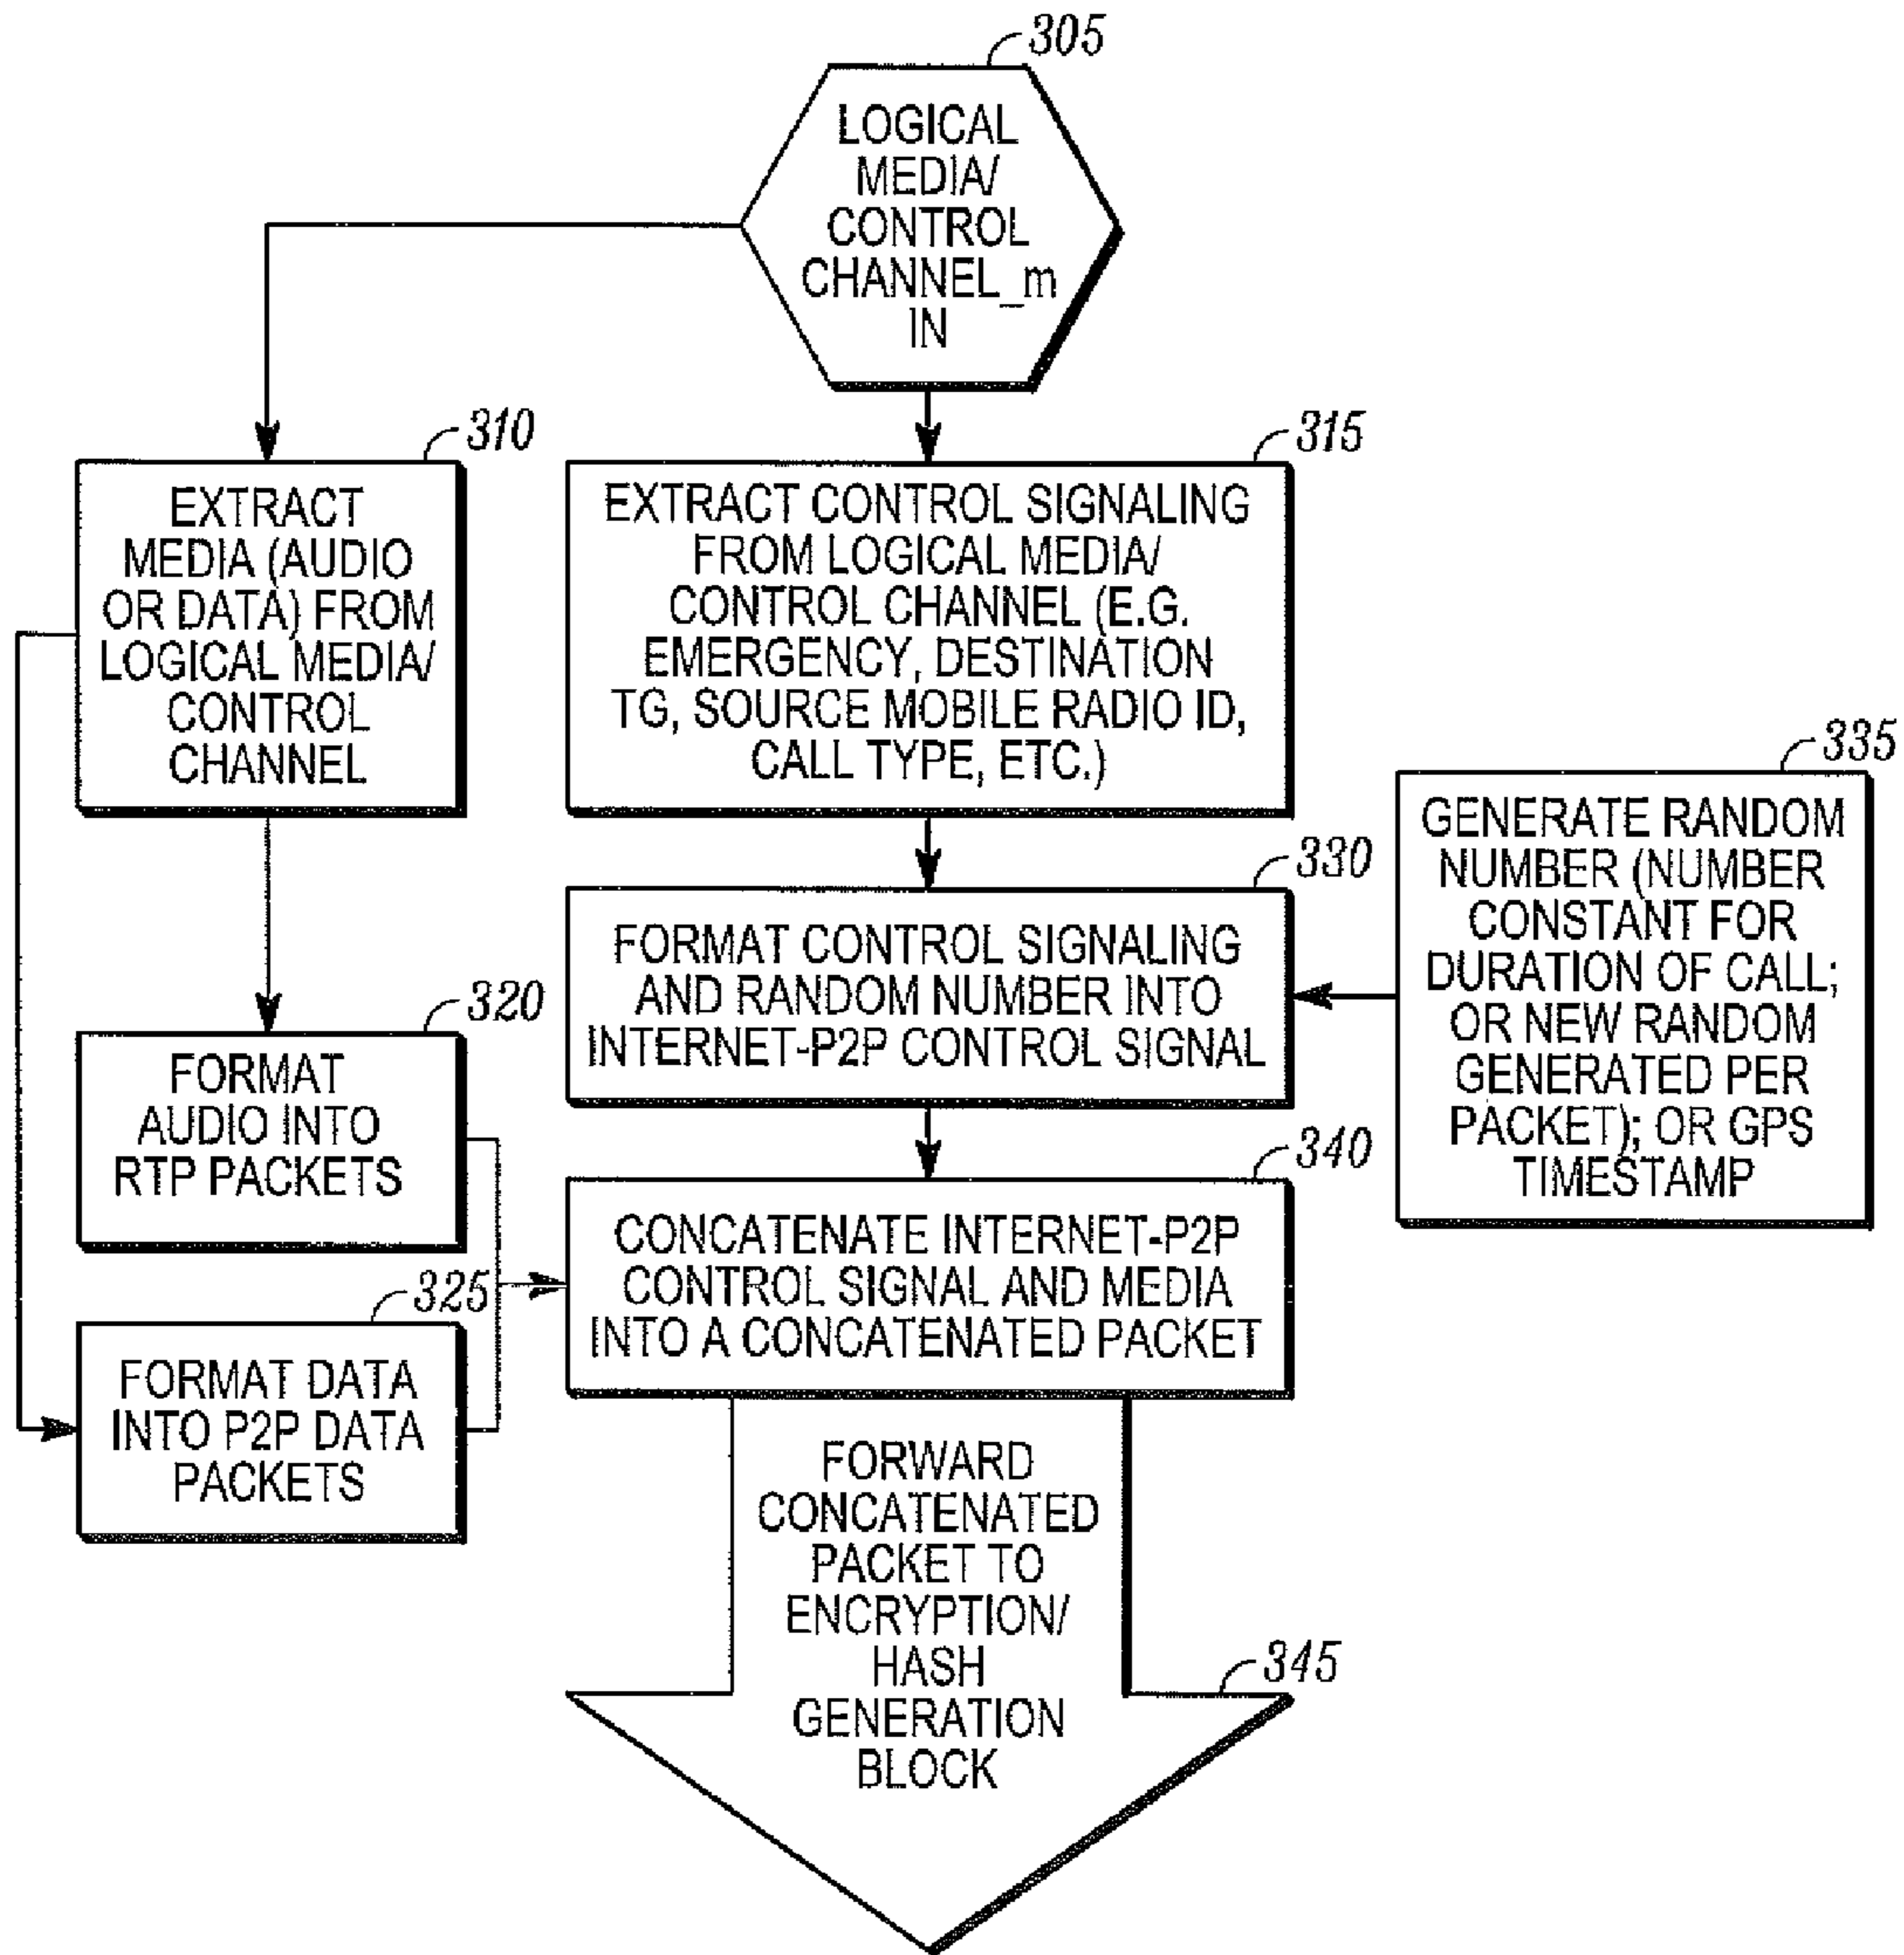 305
LOGICAL
MEDIA/
CONTROL
CHANNEL_m
IN
310
EXTRACT
MEDIA (AUDIO
OR DATA) FROM
LOGICAL MEDIA/
CONTROL
CHANNEL
315
EXTRACT CONTROL SIGNALING
FROM LOGICAL MEDIA/
CONTROL CHANNEL (E.G.
EMERGENCY, DESTINATION
TG, SOURCE MOBILE RADIO ID,
CALL TYPE, ETC.)
335
GENERATE RANDOM
NUMBER (NUMBER
CONSTANT FOR
DURATION OF CALL;
OR NEW RANDOM
GENERATED PER
PACKET); OR GPS
TIMESTAMP
330
FORMAT CONTROL SIGNALING
AND RANDOM NUMBER INTO
INTERNET-P2P CONTROL SIGNAL
320
FORMAT
AUDIO INTO
RTP PACKETS
340
CONCATENATE INTERNET-P2P
CONTROL SIGNAL AND MEDIA
INTO A CONCATENATED PACKET
325
FORMAT DATA
INTO P2P DATA
PACKETS
FORWARD
CONCATENATED
PACKET TO
ENCRYPTION/
HASH
GENERATION
BLOCK
345